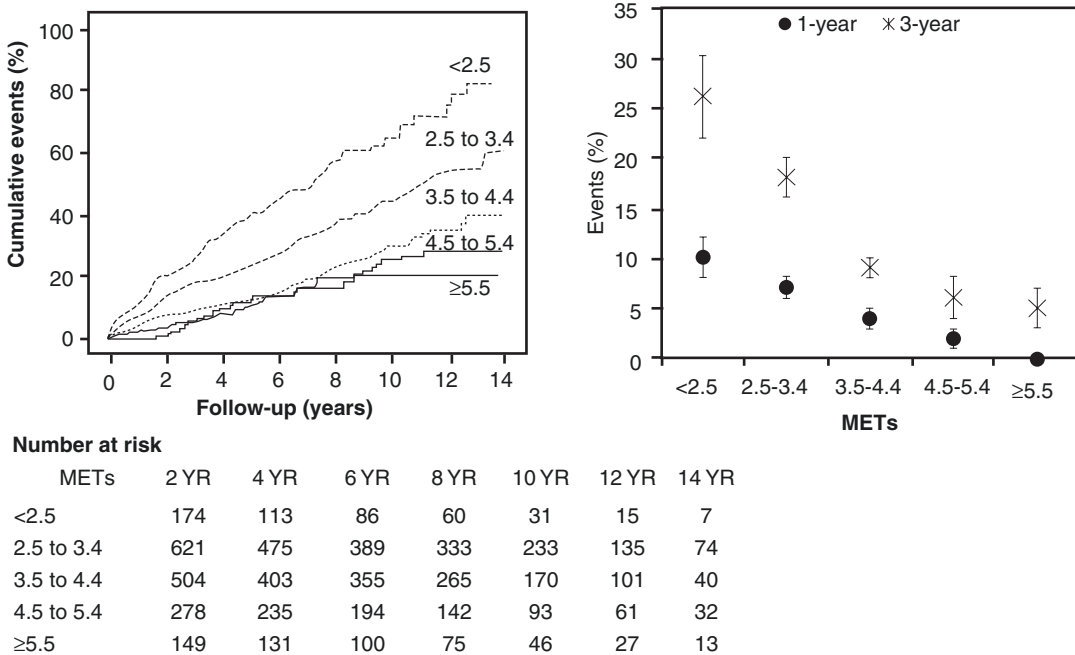 Cumulative events (%)
100
80
60
40
20
0
<2.5
2.5 to 3.4
3.5 to 4.4
4.5 to 5.4
≥5.5
0 2 4 6 8 10 12 14
Follow-up (years)
Events (%)
35
30
25
20
15
10
5
0
1-year 3-year
<2.5 2.5-3.4 3.5-4.4 4.5-5.4 ≥5.5
METs
Number at risk
METs 2 YR 4 YR 6 YR 8 YR 10 YR 12 YR 14 YR
<2.5 174 113 86 60 31 15 7
2.5 to 3.4 621 475 389 333 233 135 74
3.5 to 4.4 504 403 355 265 170 101 40
4.5 to 5.4 278 235 194 142 93 61 32
≥5.5 149 131 100 75 46 27 13